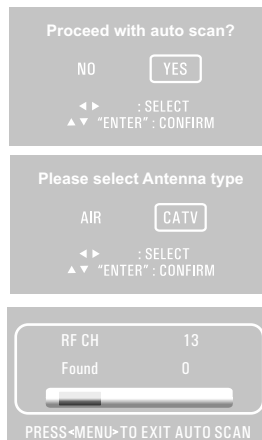 Proceed with auto scan?
NO YES
◄ ► : SELECT
▲ ▼ "ENTER" : CONFIRM
Please select Antenna type
AIR CATV
◄ ► : SELECT
▲ ▼ "ENTER" : CONFIRM
RF CH 13
Found 0
PRESS<MENU>TO EXIT AUTO SCAN